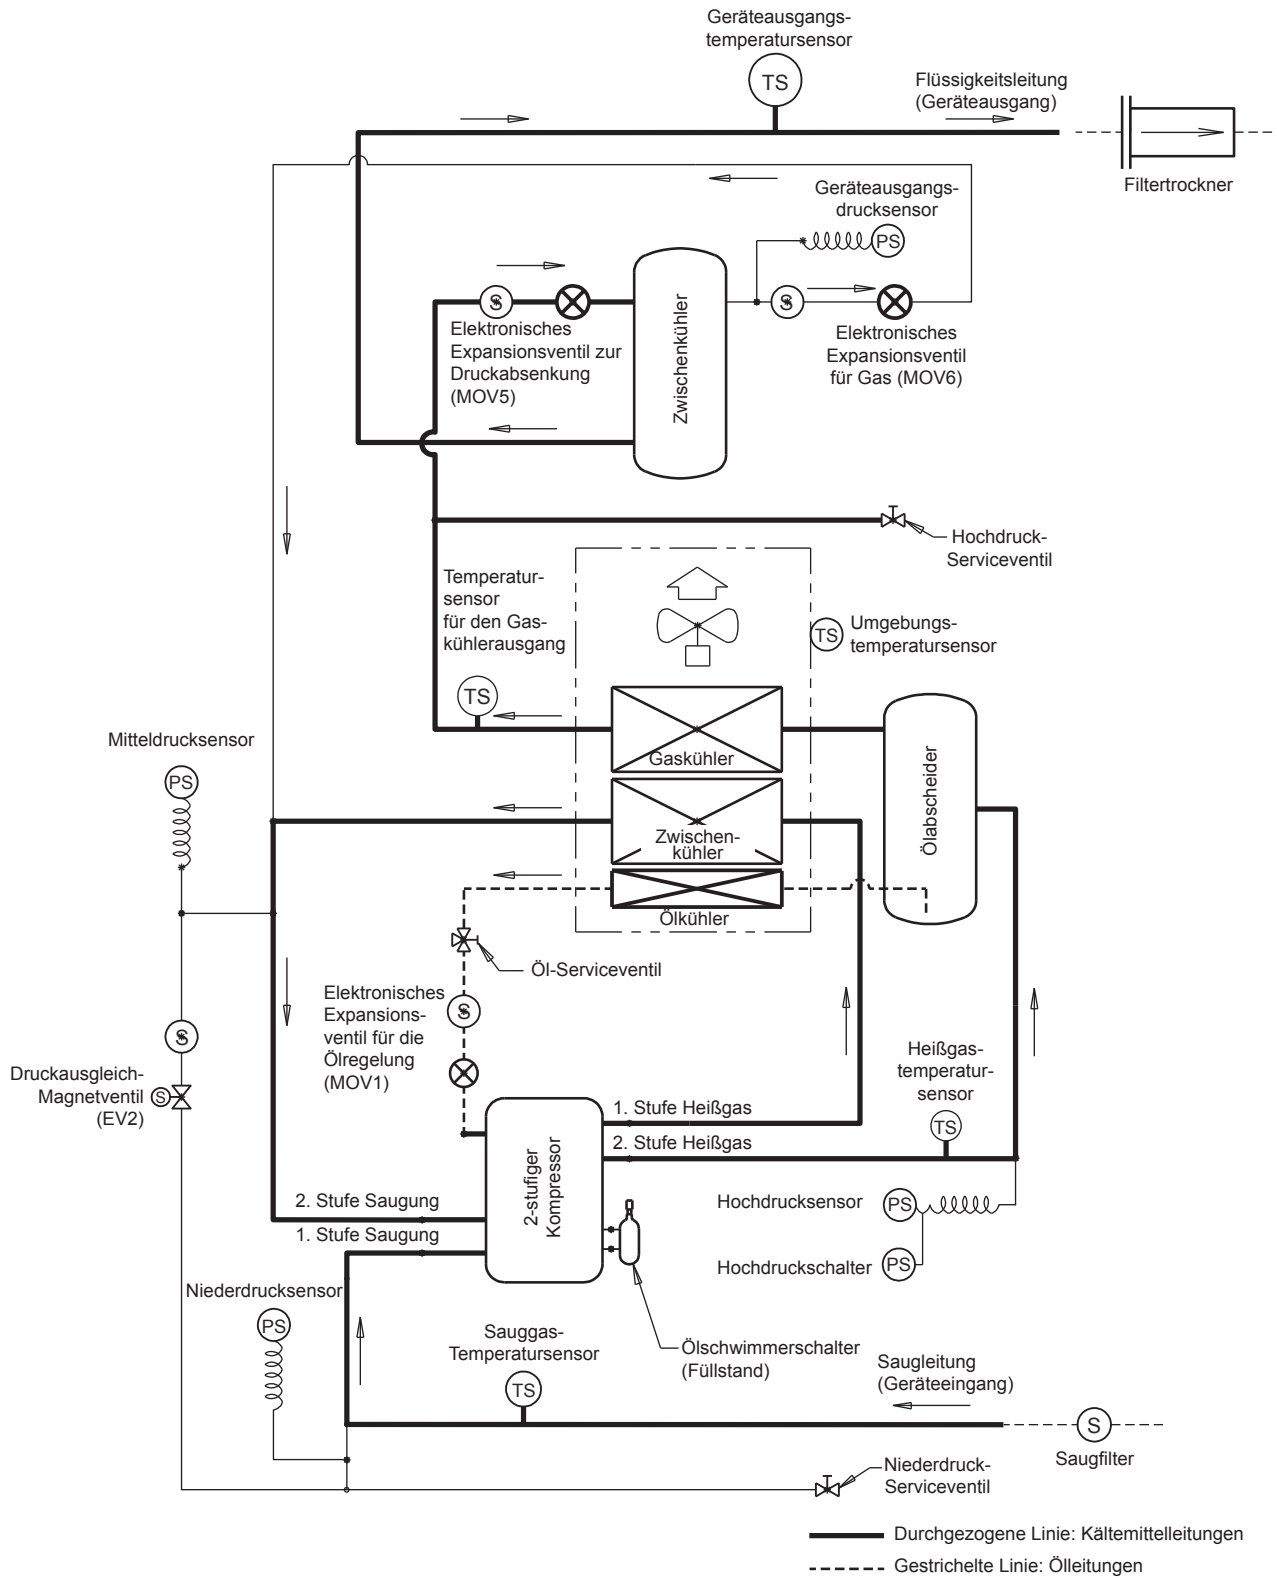 Geräteausgangs-
temperatursensor
TS
Flüssigkeitsleitung
(Geräteausgang)
Filtertrockner
Geräteausgangs-
drucksensor
PS
S
S
Elektronisches
Expansionsventil zur
Druckabsenkung
(MOV5)
Zwischenkühler
Elektronisches
Expansionsventil
für Gas (MOV6)
Hochdruck-
Serviceventil
Temperatur-
sensor
für den Gas-
kühlerausgang
TS
TS
Umgebungs-
temperatursensor
Mitteldrucksensor
PS
Gaskühler
Zwischen-
kühler
Ölkühler
Ölabscheider
Öl-Serviceventil
Elektronisches
Expansions-
ventil für die
Ölregelung
(MOV1)
S
S
Druckausgleich-
Magnetventil
(EV2)
S
Heißgas-
temperatur-
sensor
TS
1. Stufe Heißgas
2. Stufe Heißgas
2-stufiger
Kompressor
2. Stufe Saugung
1. Stufe Saugung
Hochdrucksensor
PS
Hochdruckschalter
PS
Niederdrucksensor
PS
Sauggas-
Temperatursensor
TS
Ölschwimmerschalter
(Füllstand)
Saugleitung
(Geräteeingang)
S
Saugfilter
Niederdruck-
Serviceventil
Durchgezogene Linie: Kältemittelleitungen
Gestrichelte Linie: Ölleitungen